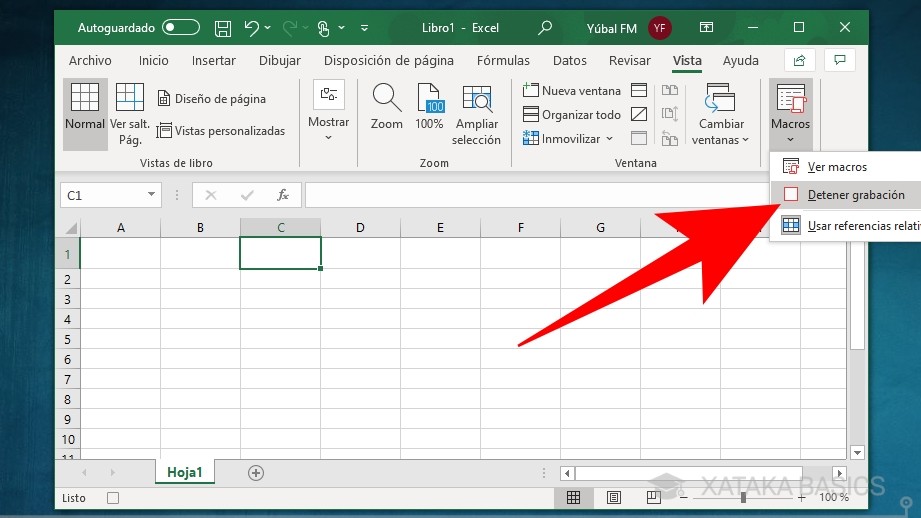 Autoguardado Libro1 - Excel Yúbal FM YF
Archivo Inicio Insertar Dibujar Disposición de página Fórmulas Datos Revisar Vista Ayuda
Normal
Ver salt. Pág.
Diseño de página
Vistas personalizadas
Vistas de libro
Mostrar
Zoom
100
100%
Ampliar selección
Zoom
Nueva ventana
Organizar todo
Inmovilizar
Cambiar ventanas
Ventana
Macros
Ver macros
Detener grabación
Usar referencias relati
C1 fx
A B C D E F G
1
2
3
4
5
6
7
8
9
10
11
Hoja1
Listo 100 %
XATAKA BASICS